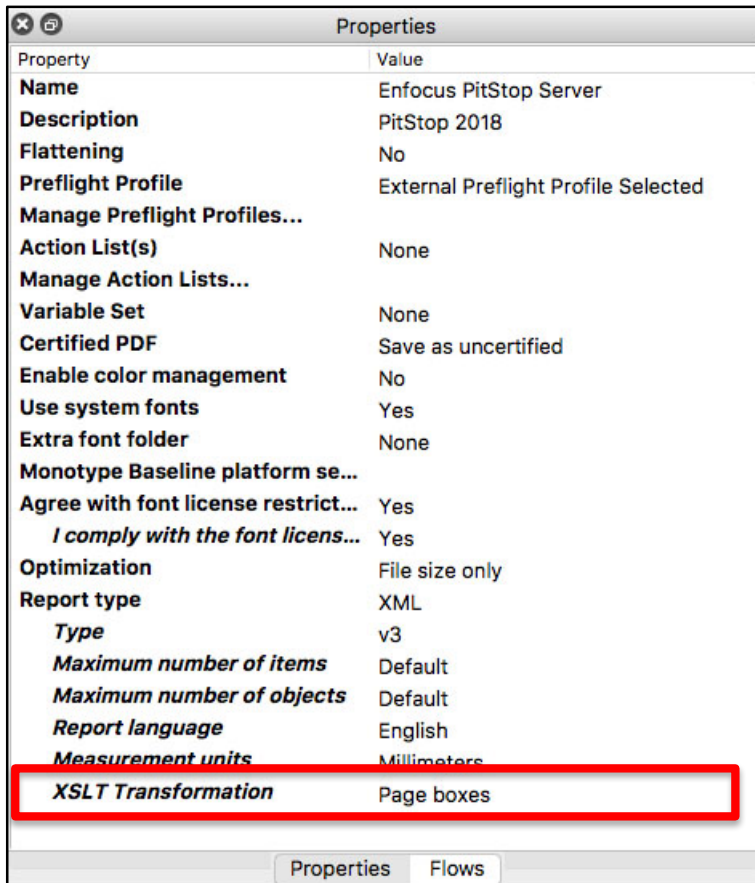 Properties
Property Value
Name Enfocus PitStop Server
Description PitStop 2018
Flattening No
Preflight Profile External Preflight Profile Selected
Manage Preflight Profiles...
Action List(s) None
Manage Action Lists...
Variable Set None
Certified PDF Save as uncertified
Enable color management No
Use system fonts Yes
Extra font folder None
Monotype Baseline platform se...
Agree with font license restrict... Yes
I comply with the font licens... Yes
Optimization File size only
Report type XML
Type v3
Maximum number of items Default
Maximum number of objects Default
Report language English
Measurement units Millimeters
XSLT Transformation Page boxes
Properties Flows